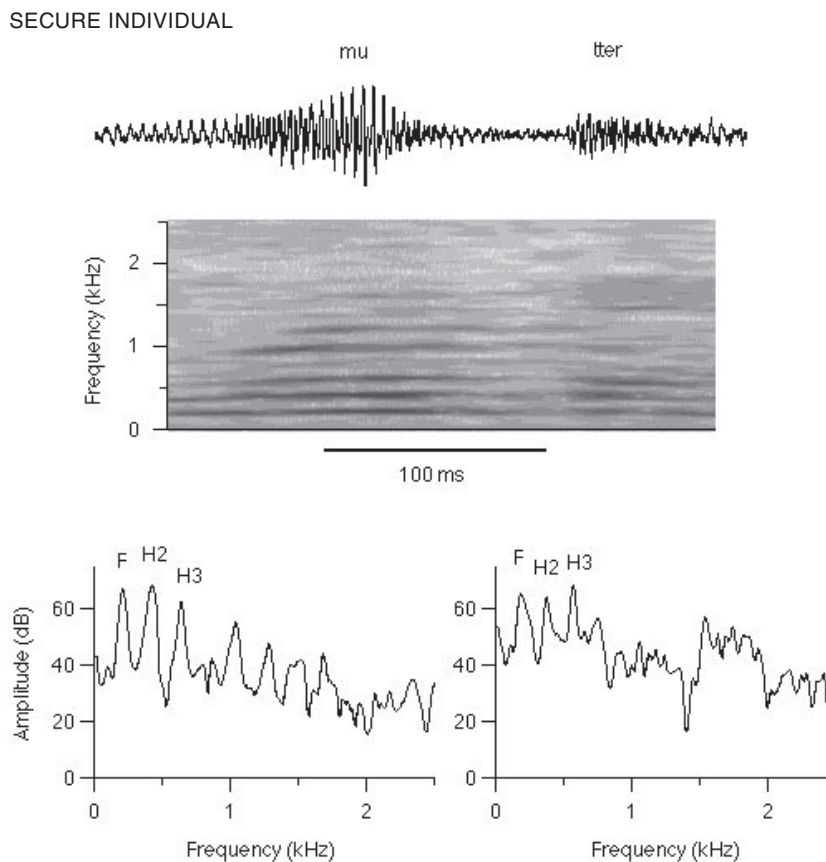 SECURE INDIVIDUAL
mu tter
Frequency (kHz)
2
1
0
100 ms
F H2 H3
F H2 H3
Amplitude (dB)
60
40
20
0
60
40
20
0
0 1 2
0 1 2
Frequency (kHz)
Frequency (kHz)